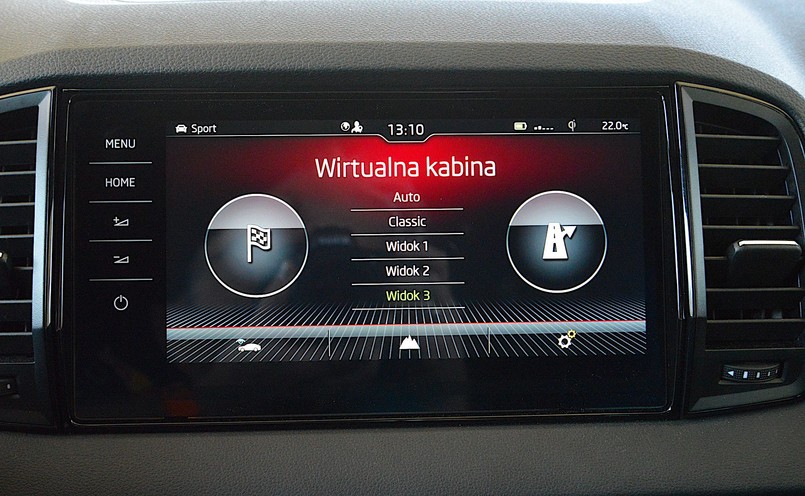 MENU
HOME
Sport
13:10
22.0°C
Wirtualna kabina
Auto
Classic
Widok 1
Widok 2
Widok 3